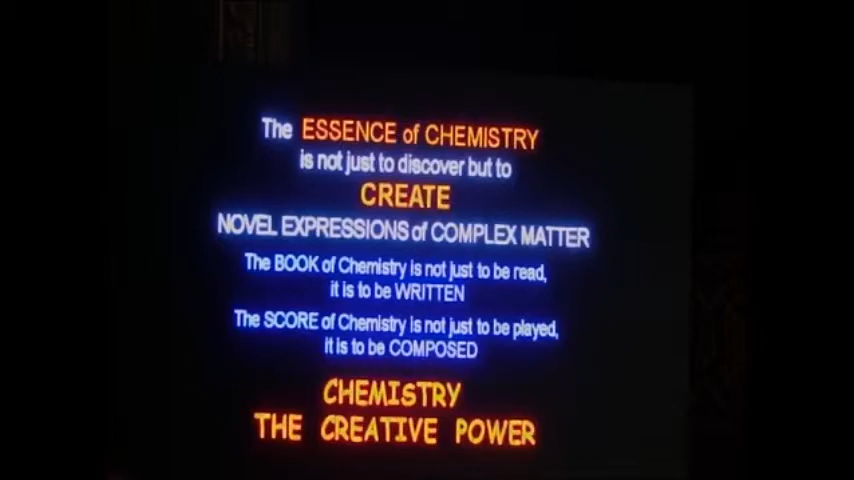 The ESSENCE of CHEMISTRY
is not just to discover but to
CREATE
NOVEL EXPRESSIONS of COMPLEX MATTER
The BOOK of Chemistry is not just to be read,
it is to be WRITTEN
The SCORE of Chemistry is not just to be played,
it is to be COMPOSED
CHEMISTRY
THE CREATIVE POWER